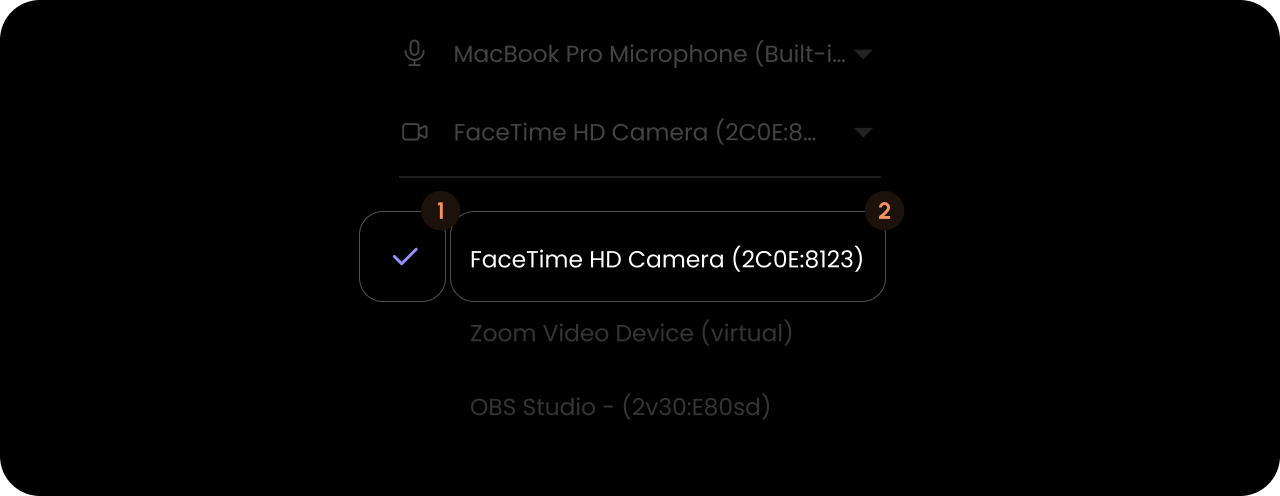 MacBook Pro Microphone (Built-i...
FaceTime HD Camera (2C0E:8...
1
2
FaceTime HD Camera (2C0E:8123)
Zoom Video Device (virtual)
OBS Studio - (2v30:E80sd)